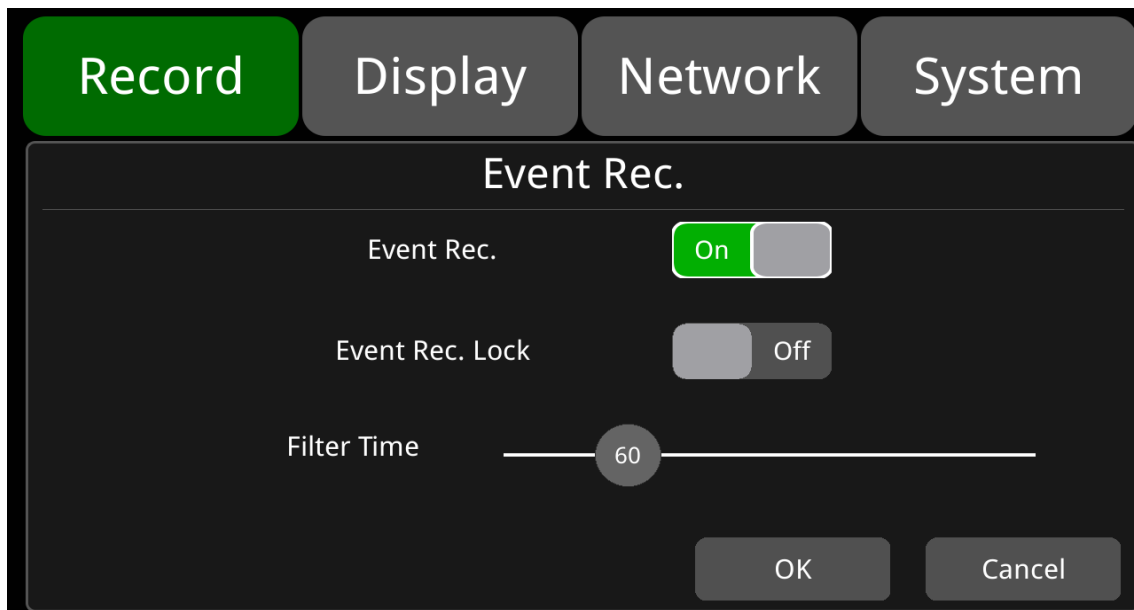 Record Display Network System
Event Rec.
Event Rec. On
Event Rec. Lock Off
Filter Time 60
OK Cancel